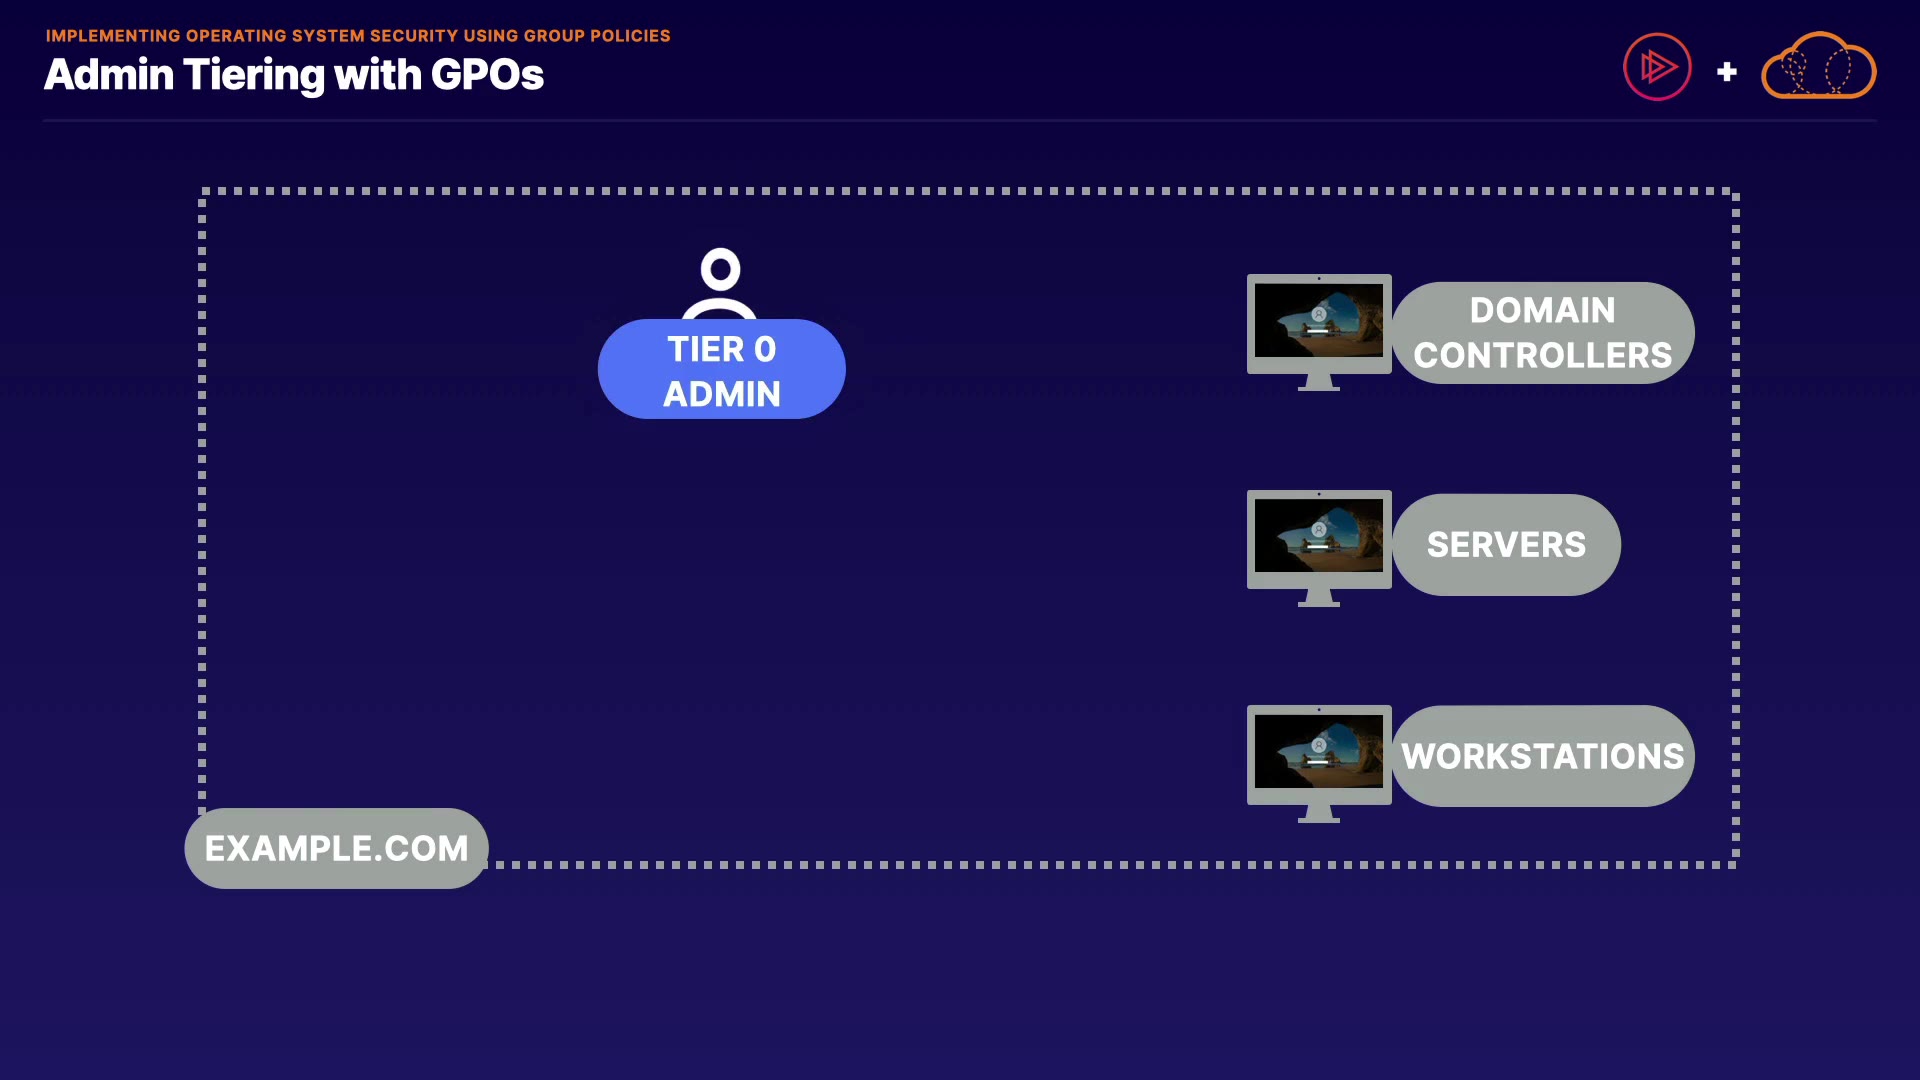 IMPLEMENTING OPERATING SYSTEM SECURITY USING GROUP POLICIES
Admin Tiering with GPOs
TIER 0
ADMIN
DOMAIN
CONTROLLERS
SERVERS
WORKSTATIONS
EXAMPLE.COM